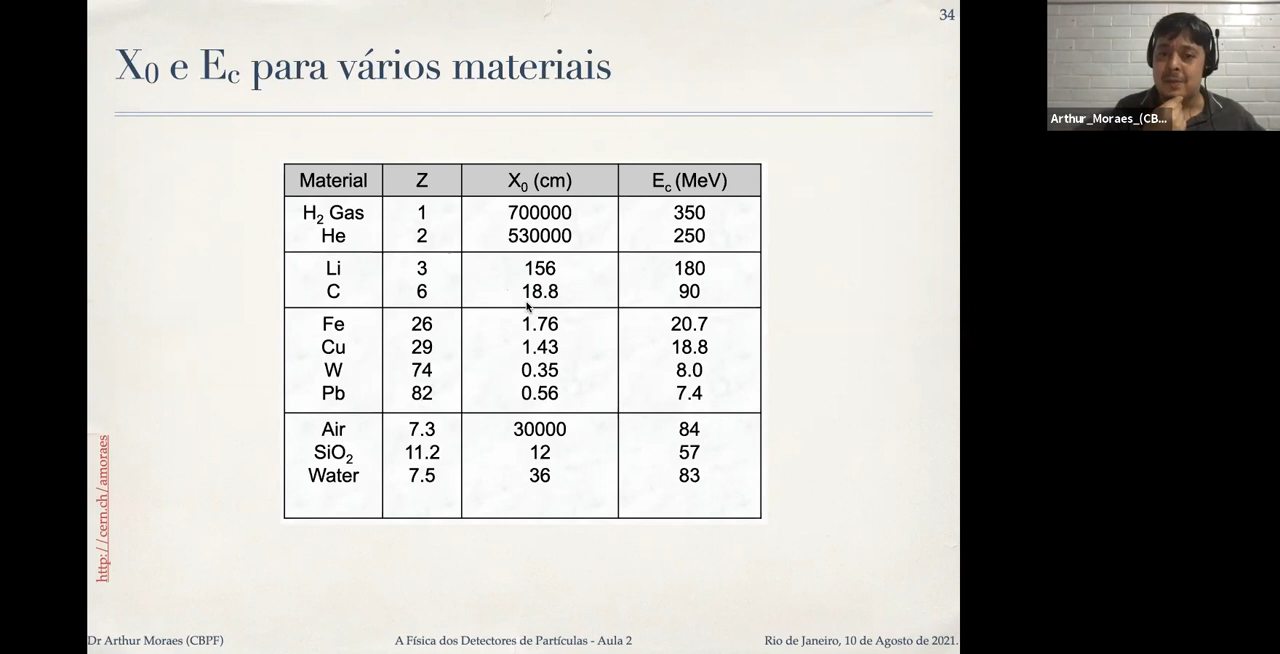 34
X₀ e E꜀ para vários materiais
Material Z X₀ (cm) E꜀ (MeV)
H₂ Gas 1 700000 350
He 2 530000 250
Li 3 156 180
C 6 18.8 90
Fe 26 1.76 20.7
Cu 29 1.43 18.8
W 74 0.35 8.0
Pb 82 0.56 7.4
Air 7.3 30000 84
SiO₂ 11.2 12 57
Water 7.5 36 83
http://cern.ch/amoraes
Dr Arthur Moraes (CBPF) A Física dos Detectores de Partículas - Aula 2 Rio de Janeiro, 10 de Agosto de 2021.
Arthur_Moraes_(CB...